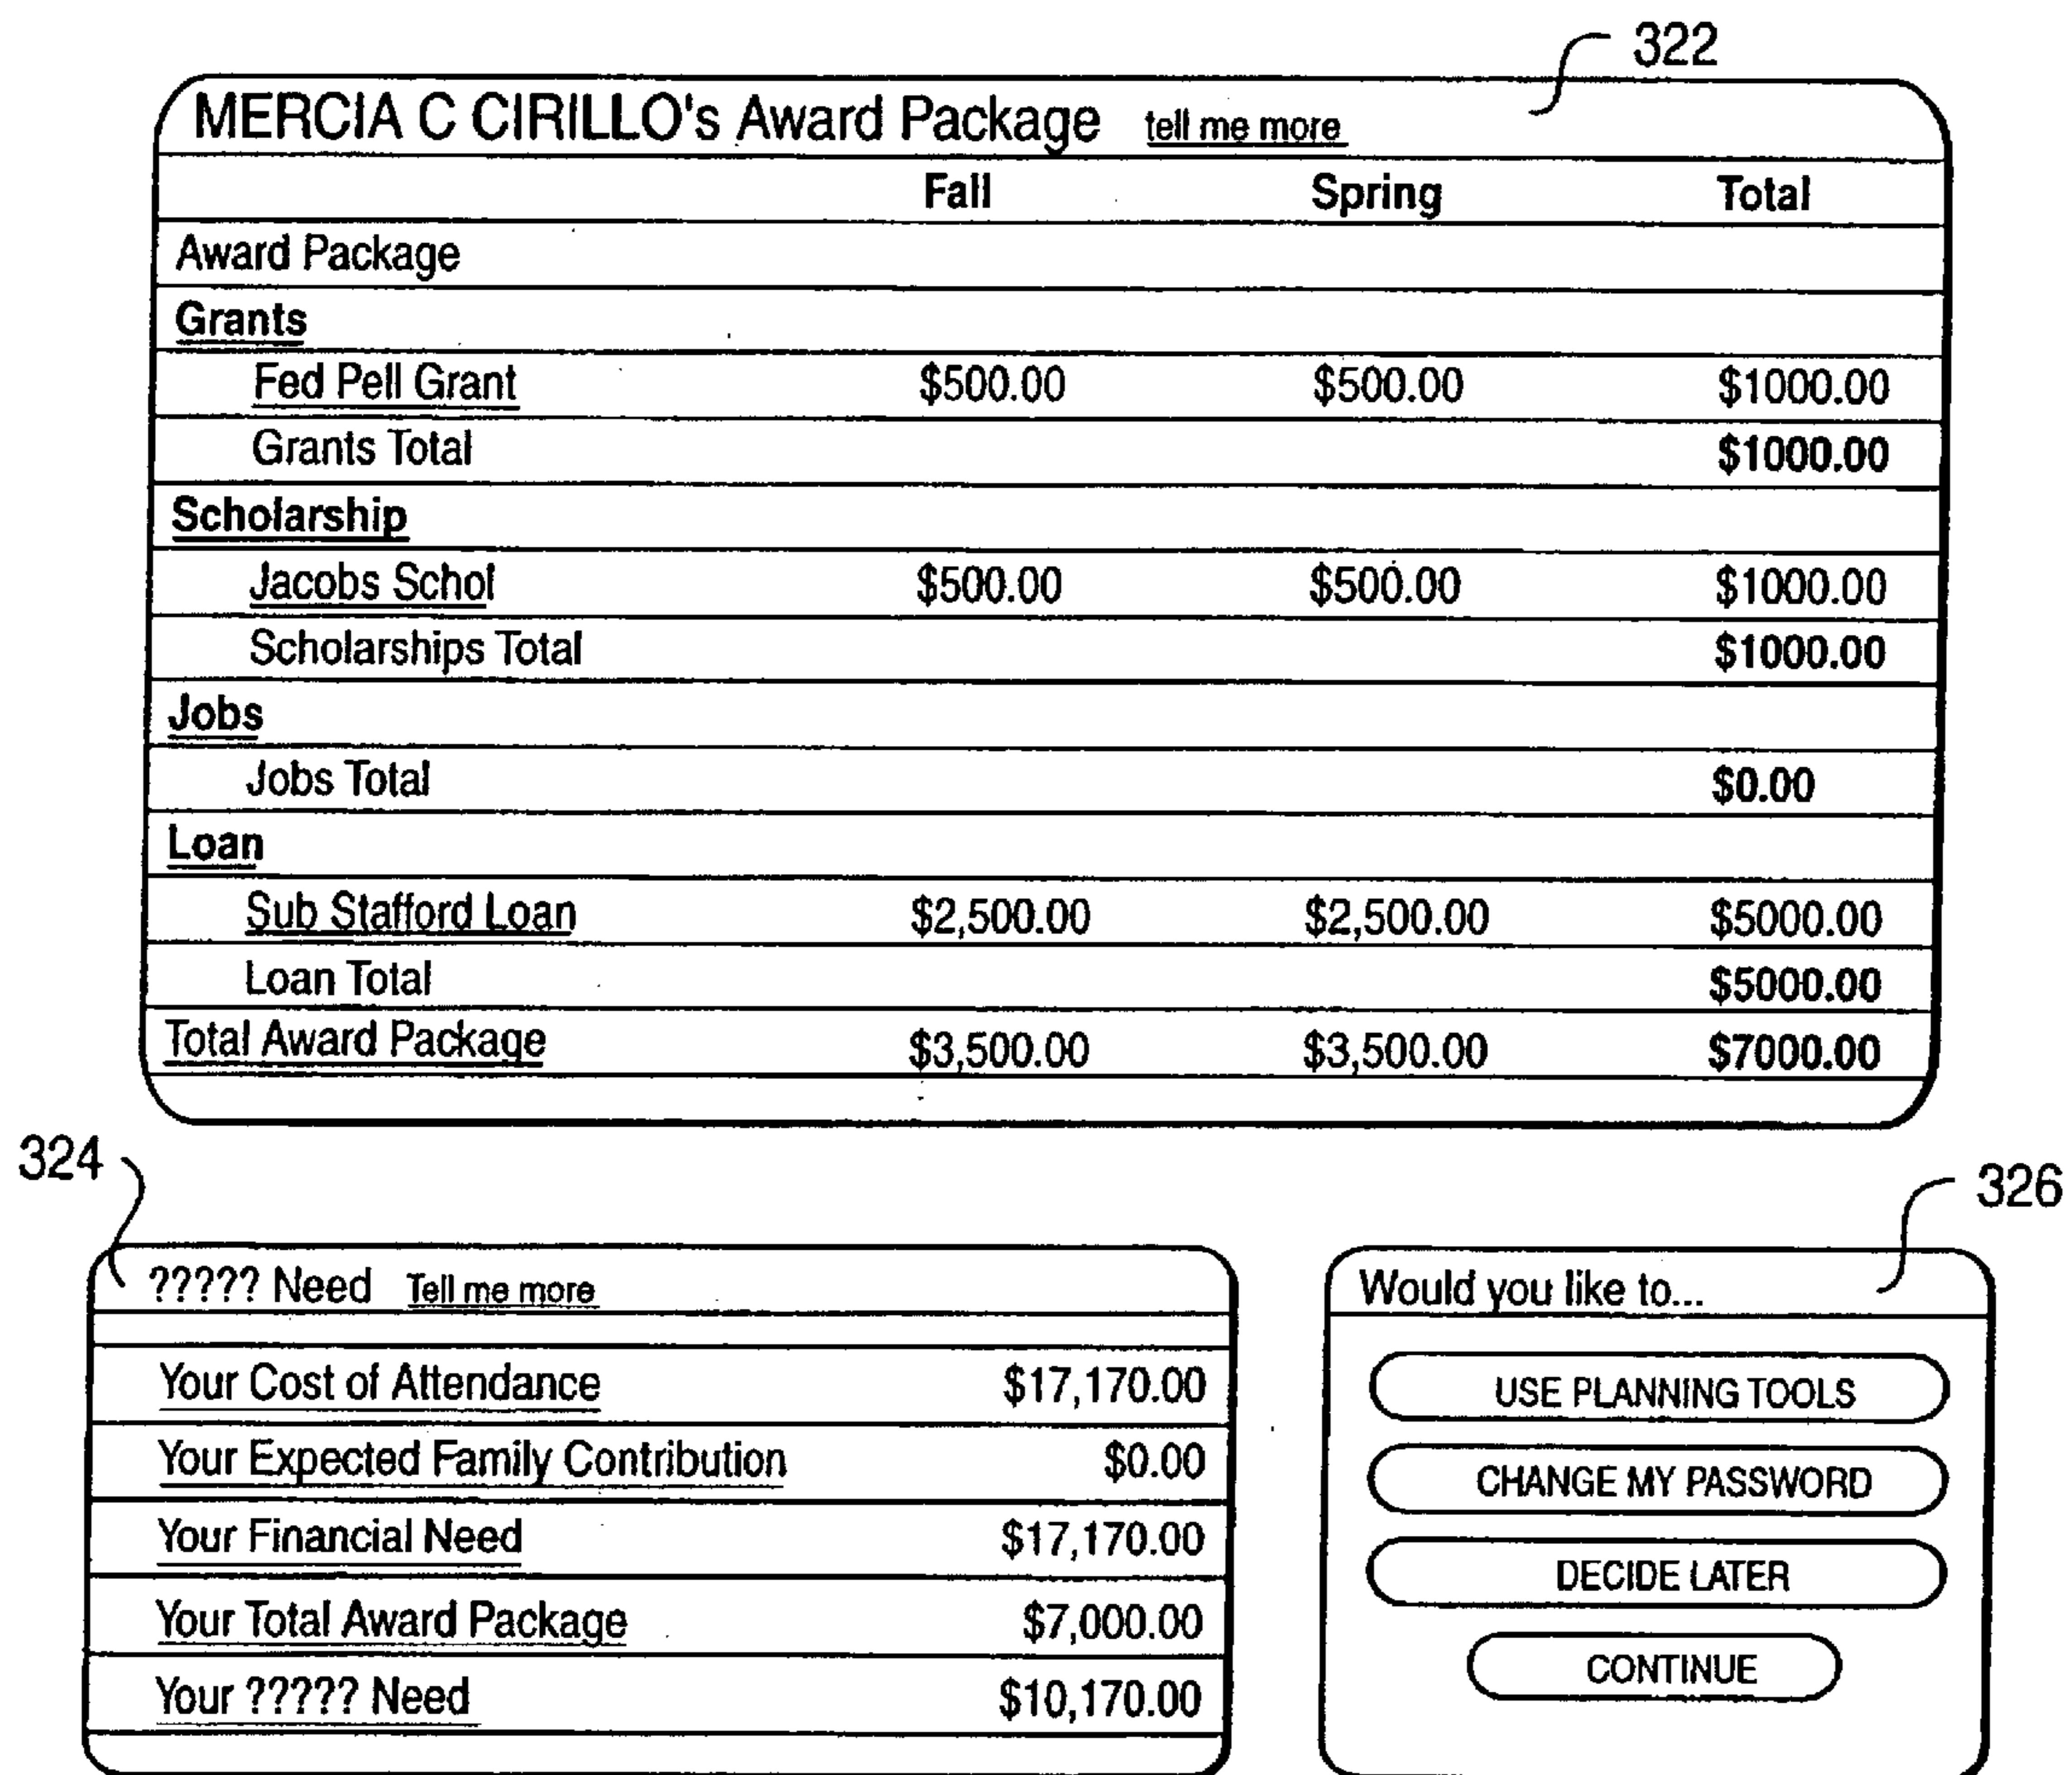 322
MERCIA C CIRILLO's Award Package tell me more
Fall Spring Total
Award Package
Grants
Fed Pell Grant $500.00 $500.00 $1000.00
Grants Total $1000.00
Scholarship
Jacobs Schol $500.00 $500.00 $1000.00
Scholarships Total $1000.00
Jobs
Jobs Total $0.00
Loan
Sub Stafford Loan $2,500.00 $2,500.00 $5000.00
Loan Total $5000.00
Total Award Package $3,500.00 $3,500.00 $7000.00
324
????? Need Tell me more
Your Cost of Attendance $17,170.00
Your Expected Family Contribution $0.00
Your Financial Need $17,170.00
Your Total Award Package $7,000.00
Your ????? Need $10,170.00
326
Would you like to...
USE PLANNING TOOLS
CHANGE MY PASSWORD
DECIDE LATER
CONTINUE